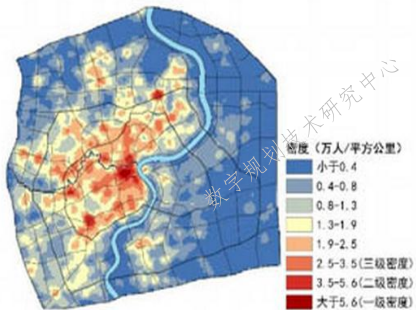 数字规划技术研究中心
密度（万人/平方公里）
小于0.4
0.4-0.8
0.8-1.3
1.3-1.9
1.9-2.5
2.5-3.5(三级密度)
3.5-5.6(二级密度)
大于5.6(一级密度)